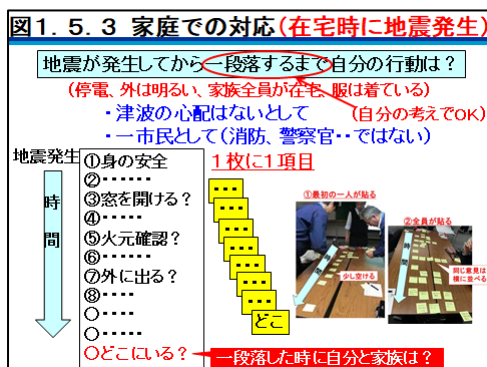 図1.5.3 家庭での対応(在宅時に地震発生)
地震が発生してから一段落するまで自分の行動は？
(停電、外は明るい、家族全員が在宅、服は着ている)
・津波の心配はないとして
(自分の考えでOK)
・一市民として(消防、警察官・・ではない)
地震発生
①身の安全
1枚に1項目
②・・・・・
③窓を開ける？
④・・・・
⑤火元確認？
⑥・・・・・
⑦外に出る？
⑧・・・・
○・・・・・
○・・・・
○どこにいる？
時間
・・・
・・・
・・・
・・・
・・・
・・・
・・・
どこ
①最初の一人が貼る
少し空ける
②全員が貼る
同じ意見は
横に並べる
一段落した時に自分と家族は？